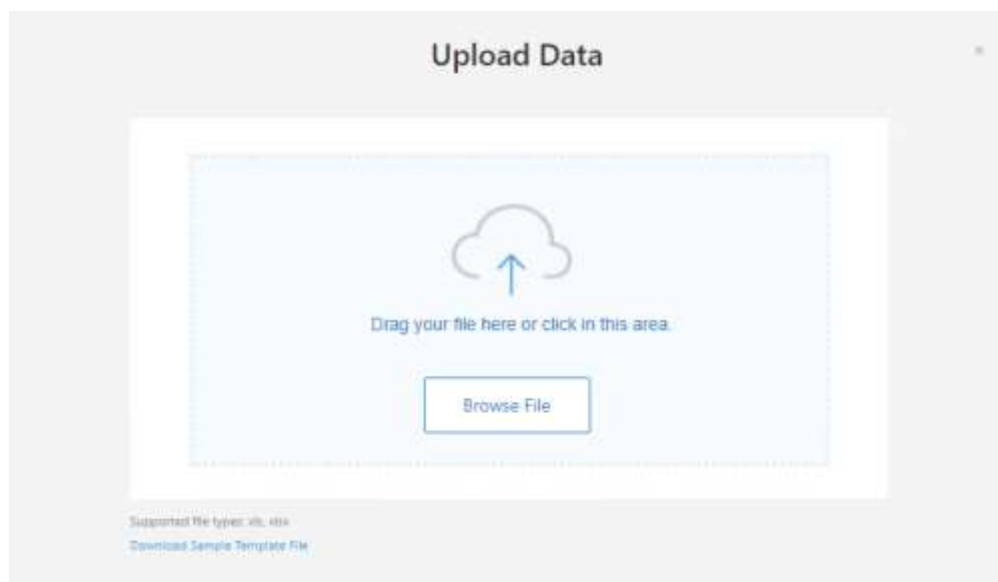 Upload Data
Drag your file here or click in this area.
Browse File
Supported file types: xls, xlsx
Download Sample Template File